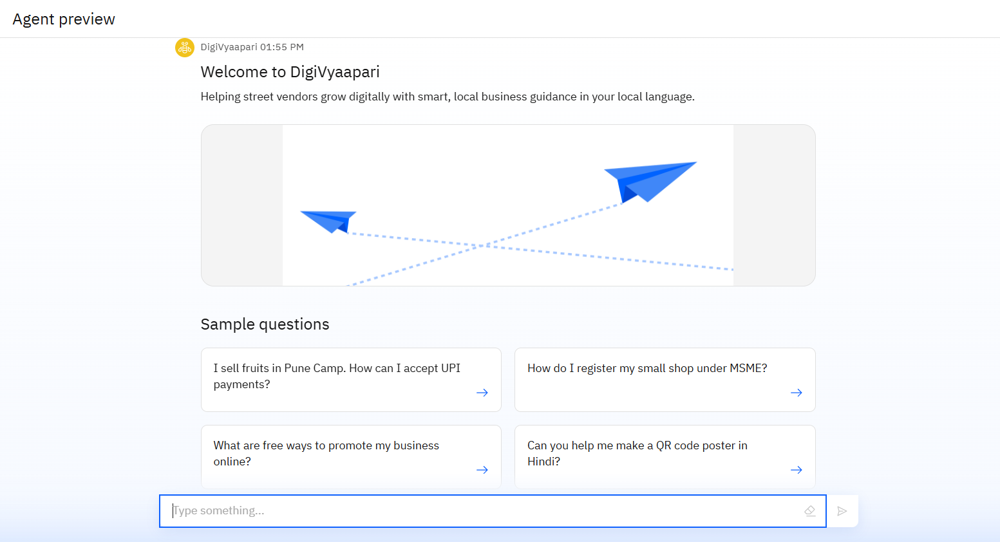 Agent preview
DigiVyaapari 01:55 PM
Welcome to DigiVyaapari
Helping street vendors grow digitally with smart, local business guidance in your local language.
Sample questions
I sell fruits in Pune Camp. How can I accept UPI
payments?
How do I register my small shop under MSME?
What are free ways to promote my business
online?
Can you help me make a QR code poster in
Hindi?
Type something...